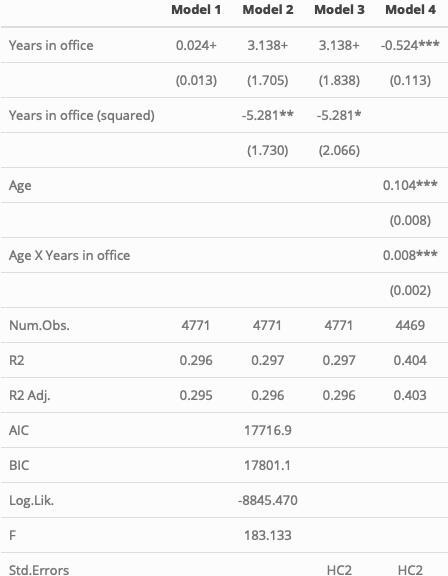 Model 1 Model 2 Model 3 Model 4
Years in office 0.024+ 3.138+ 3.138+ -0.524***
(0.013) (1.705) (1.838) (0.113)
Years in office (squared) -5.281** -5.281*
(1.730) (2.066)
Age 0.104***
(0.008)
Age X Years in office 0.008***
(0.002)
Num.Obs. 4771 4771 4771 4469
R2 0.296 0.297 0.297 0.404
R2 Adj. 0.295 0.296 0.296 0.403
AIC 17716.9
BIC 17801.1
Log.Lik. -8845.470
F 183.133
Std.Errors HC2 HC2